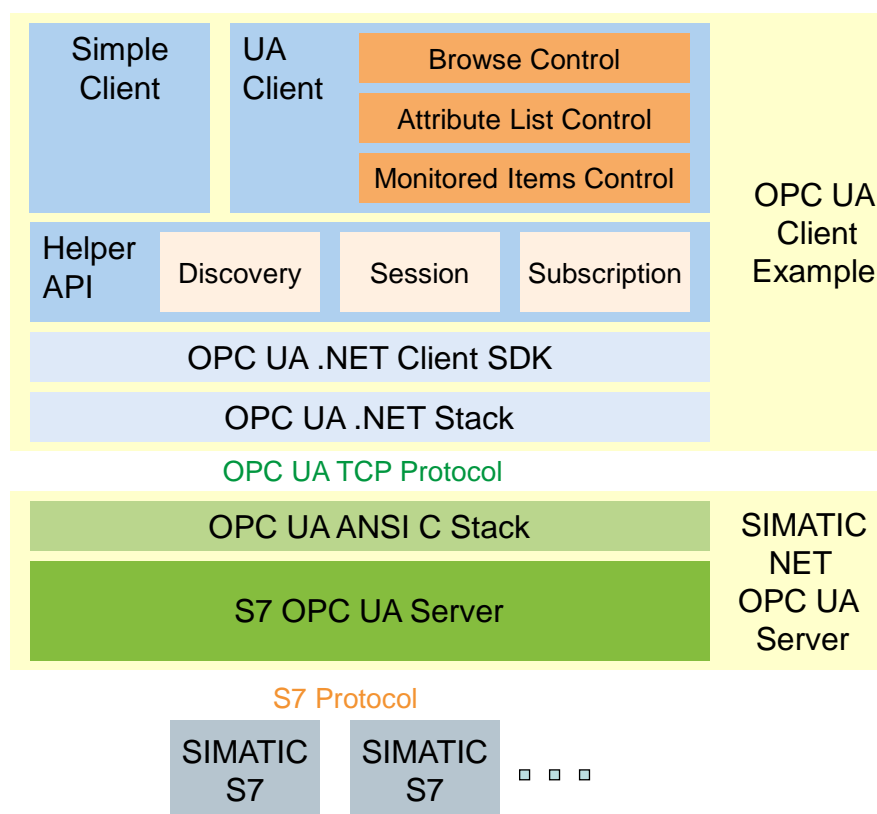 Simple
Client
UA
Client
Browse Control
Attribute List Control
Monitored Items Control
OPC UA
Client
Example
Helper
API
Discovery
Session
Subscription
OPC UA .NET Client SDK
OPC UA .NET Stack
OPC UA TCP Protocol
OPC UA ANSI C Stack
S7 OPC UA Server
SIMATIC
NET
OPC UA
Server
S7 Protocol
SIMATIC
S7
SIMATIC
S7